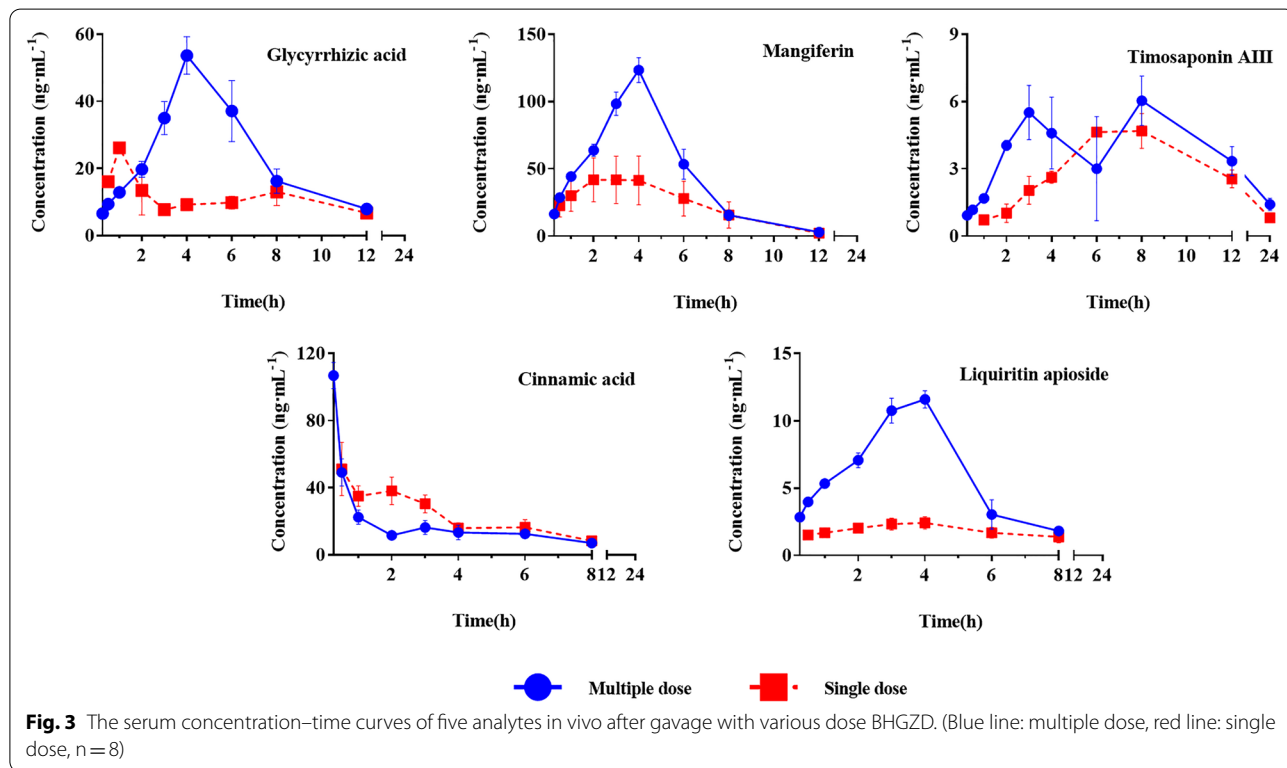 Glycyrrhizic acid
Concentration (ng·mL⁻¹)
60
40
20
0
2 4 6 8 10 12 24
Time(h)
Mangiferin
Concentration (ng·mL⁻¹)
150
100
50
0
2 4 6 8 10 12 24
Time(h)
Timosaponin AIII
Concentration (ng·mL⁻¹)
9
6
3
0
2 4 6 8 10 12 24
Time(h)
Cinnamic acid
Concentration (ng·mL⁻¹)
120
80
40
0
2 4 6 812 24
Time(h)
Liquiritin apioside
Concentration (ng·mL⁻¹)
15
10
5
0
2 4 6 812 24
Time(h)
Multiple dose Single dose
Fig. 3 The serum concentration–time curves of five analytes in vivo after gavage with various dose BHGZD. (Blue line: multiple dose, red line: single
dose, n = 8)